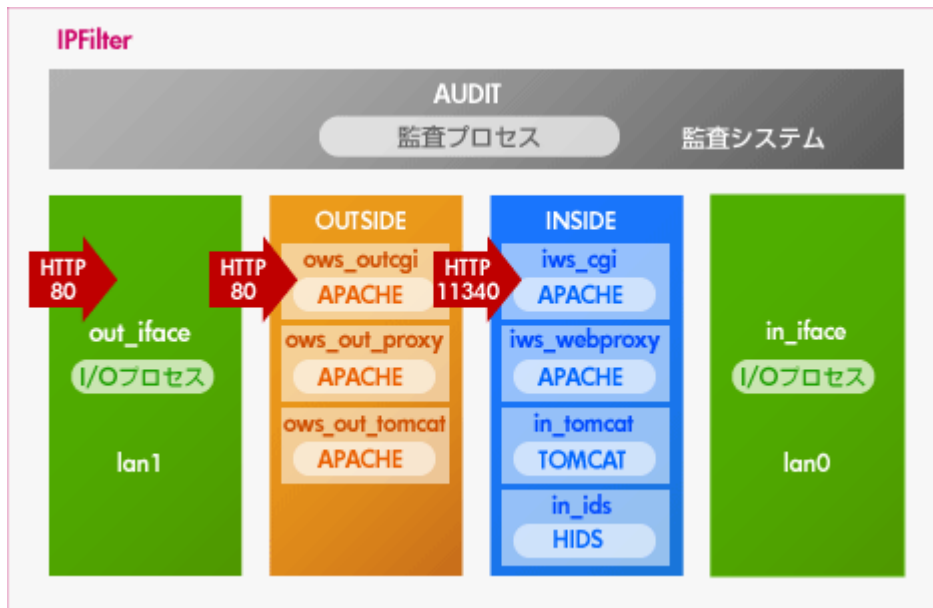 IPFilter
AUDIT
監査プロセス
監査システム
HTTP
80
out_iface
I/Oプロセス
lan1
OUTSIDE
HTTP
80
ows_outcgi
APACHE
ows_out_proxy
APACHE
ows_out_tomcat
APACHE
INSIDE
HTTP
11340
iws_cgi
APACHE
iws_webproxy
APACHE
in_tomcat
TOMCAT
in_ids
HIDS
in_iface
I/Oプロセス
lan0